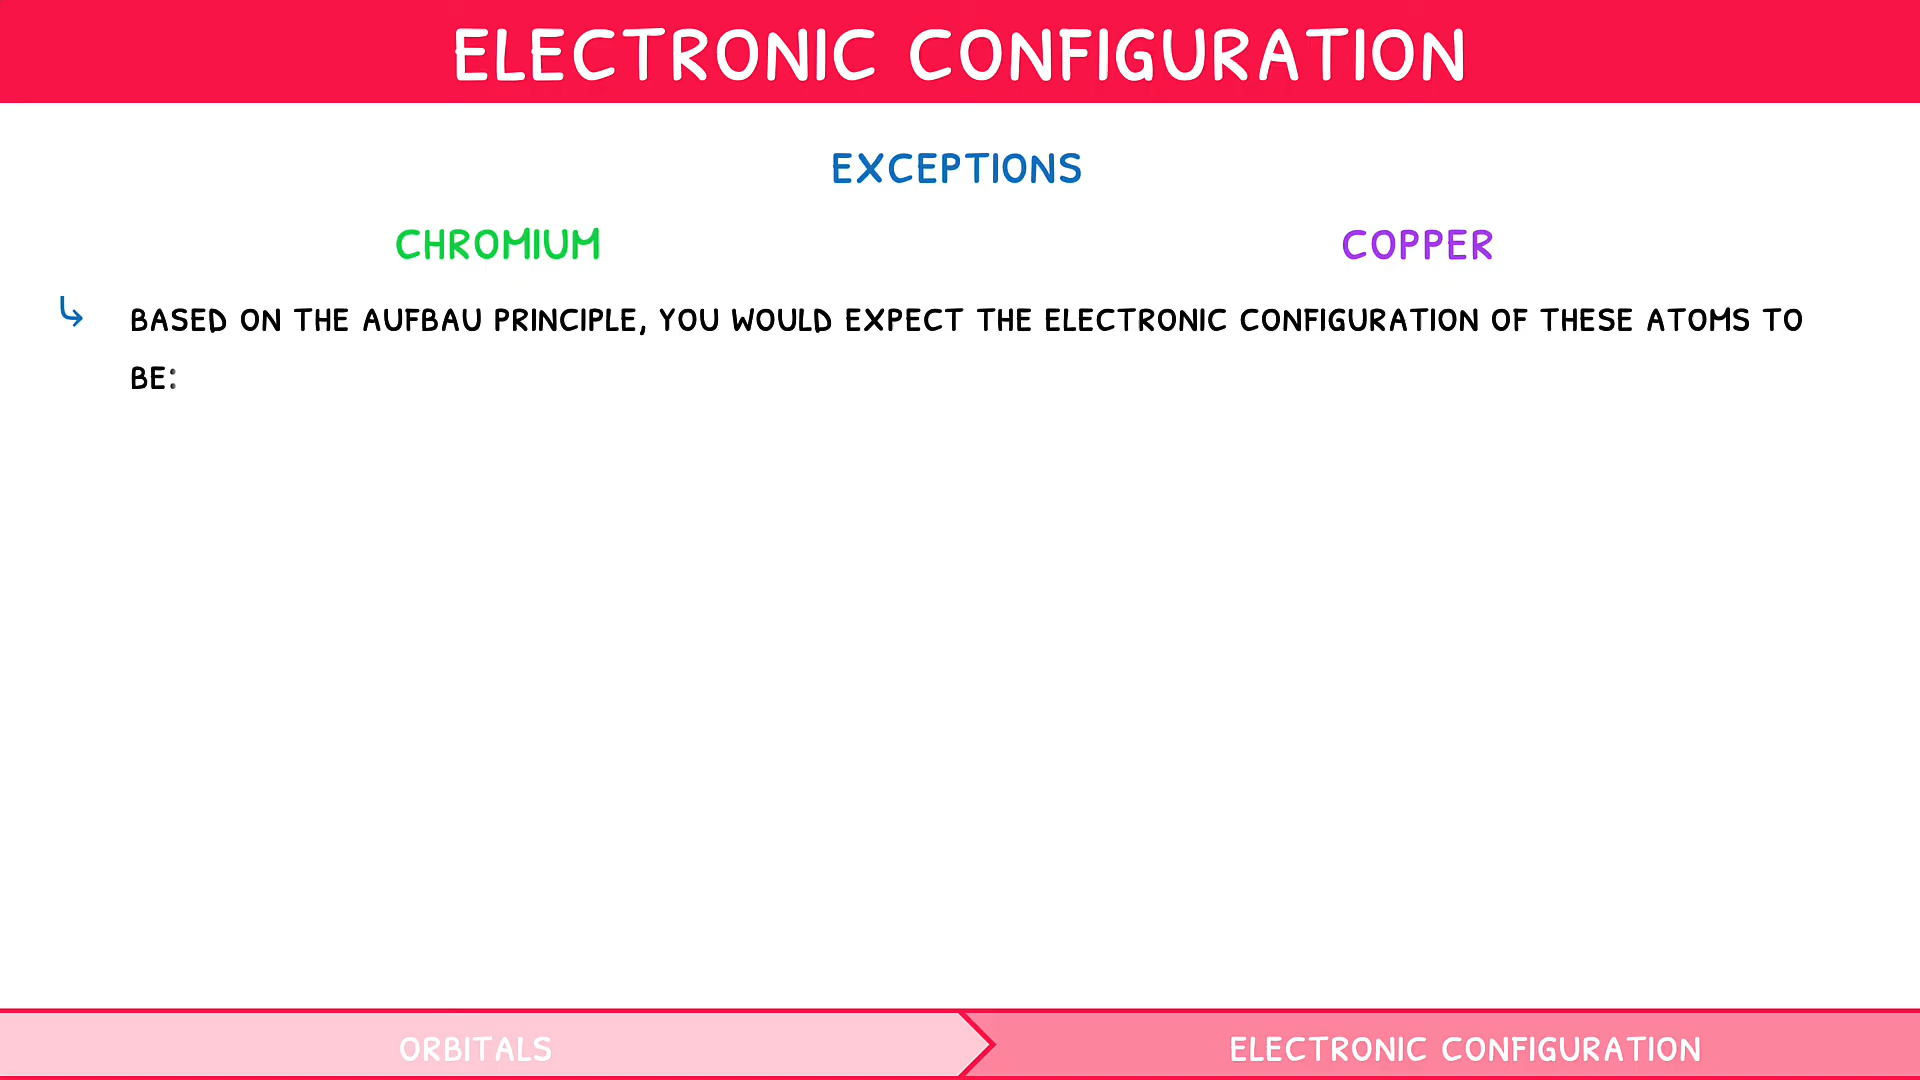 ELECTRONIC CONFIGURATION
EXCEPTIONS
CHROMIUM
COPPER
BASED ON THE AUFBAU PRINCIPLE, YOU WOULD EXPECT THE ELECTRONIC CONFIGURATION OF THESE ATOMS TO
BE:
ORBITALS
ELECTRONIC CONFIGURATION